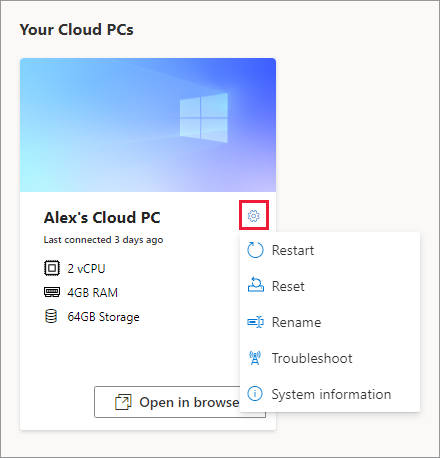 Your Cloud PCs
Alex's Cloud PC
Last connected 3 days ago
2 vCPU
4GB RAM
64GB Storage
Restart
Reset
Rename
Troubleshoot
System information
Open in browse